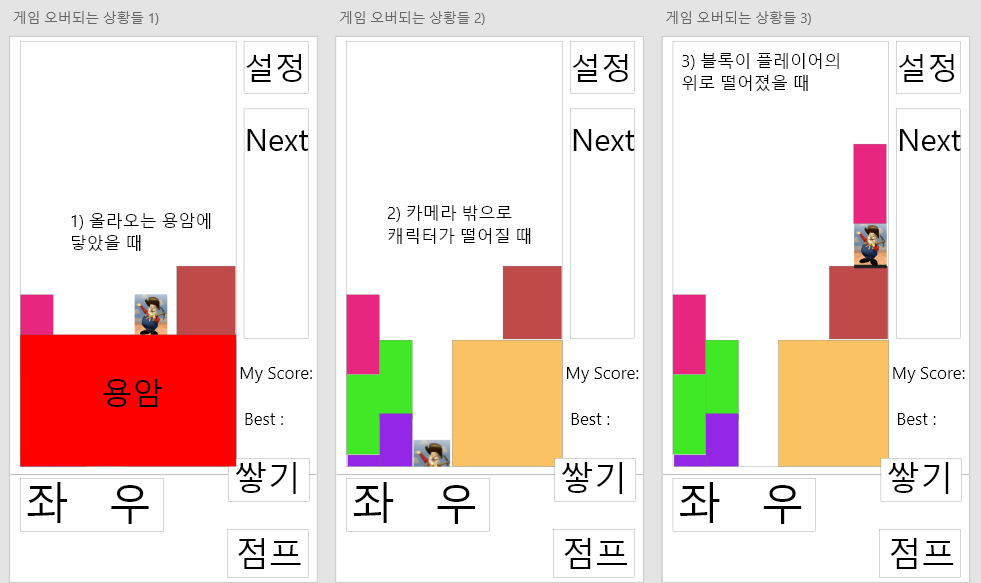 게임 오버되는 상황들 1)
설정
Next
1) 올라오는 용암에
닿았을 때
용암
My Score:
Best :
쌓기
좌 우
점프
게임 오버되는 상황들 2)
설정
Next
2) 카메라 밖으로
캐릭터가 떨어질 때
My Score:
Best :
쌓기
좌 우
점프
게임 오버되는 상황들 3)
3) 블록이 플레이어의
위로 떨어졌을 때
설정
Next
My Score:
Best :
쌓기
좌 우
점프